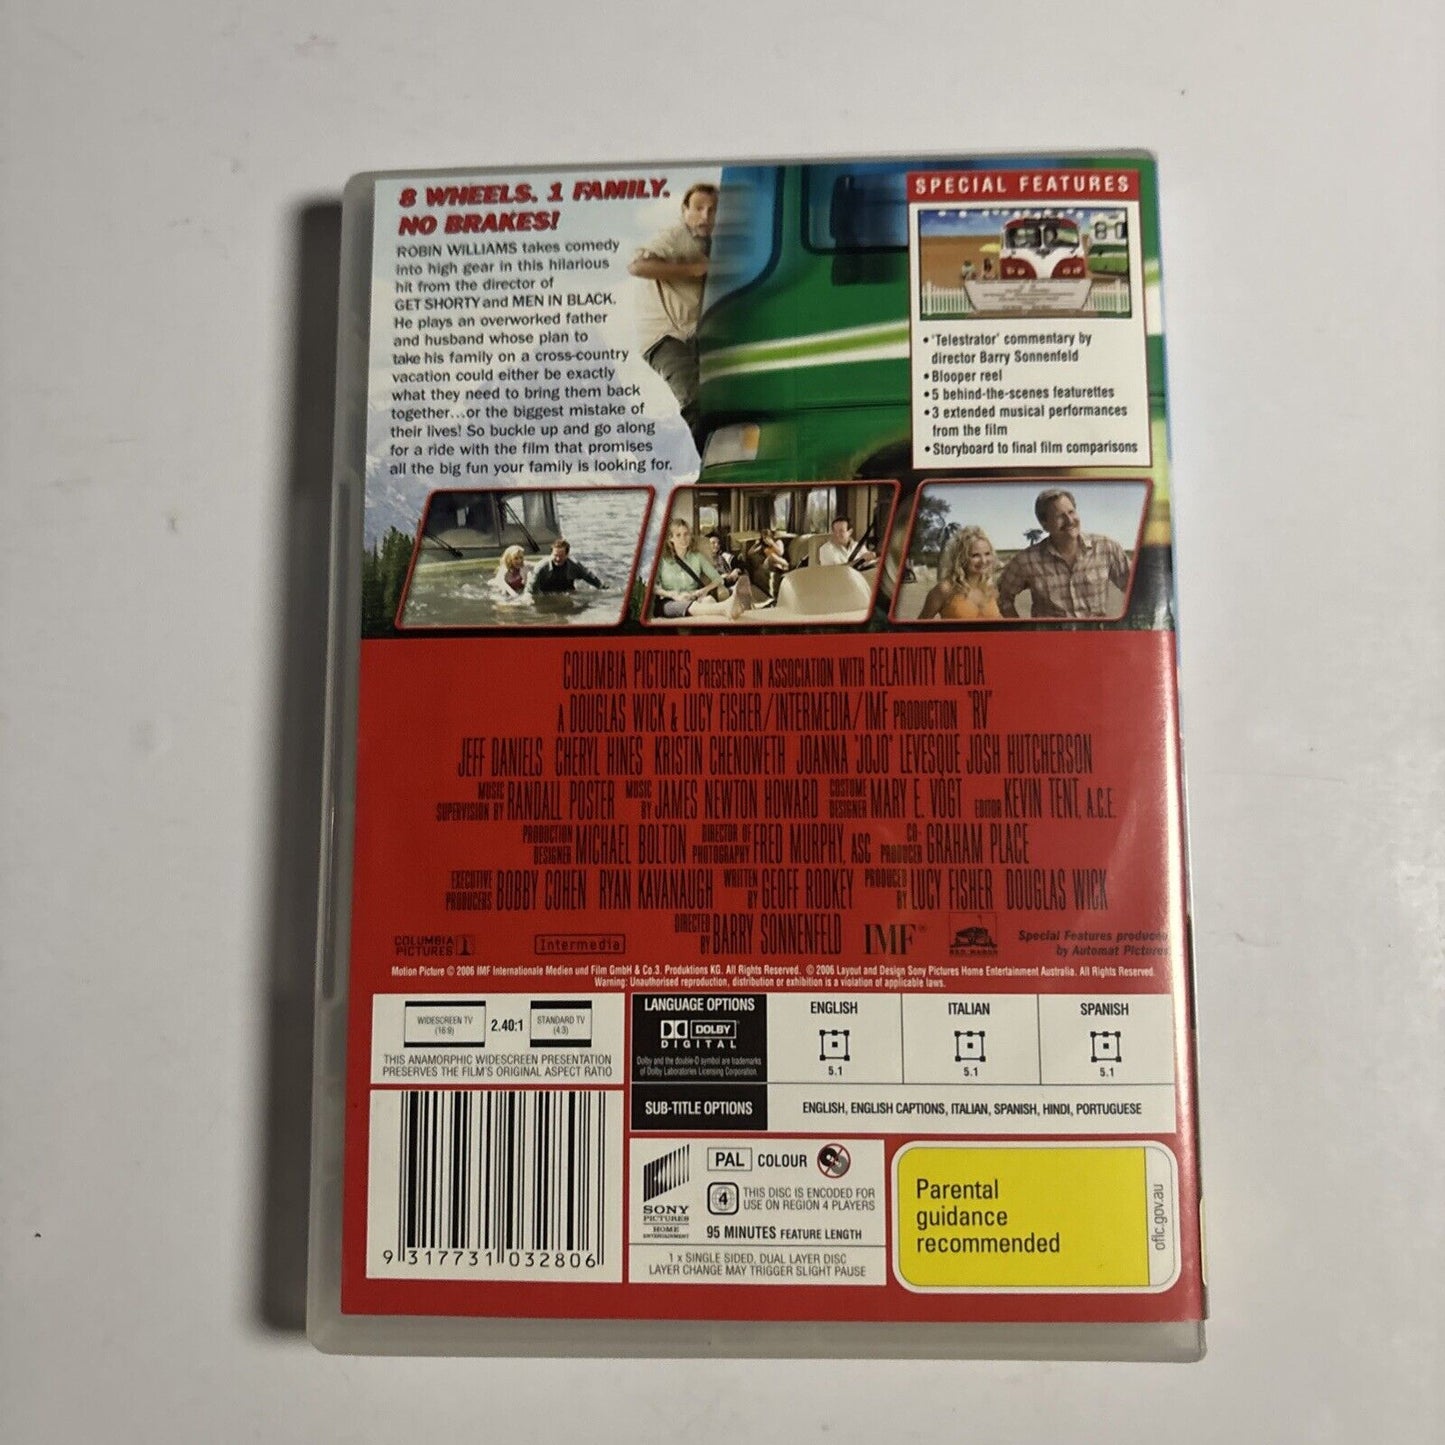 8 WHEELS. 1 FAMILY.
NO BRAKES!
ROBIN WILLIAMS takes comedy
into high gear in this hilarious
hit from the director of
GET SHORTY and MEN IN BLACK.
He plays an overworked father
and husband whose plan to
take his family on a cross-country
vacation could either be exactly
what they need to bring them back
together...or the biggest mistake of
their lives! So buckle up and go along
for a ride with the film that promises
all the big fun your family is looking for.
SPECIAL FEATURES
• 'Telestrator' commentary by
director Barry Sonnenfeld
• Blooper reel
• 5 behind-the-scenes featurettes
• 3 extended musical performances
from the film
• Storyboard to final film comparisons
COLUMBIA PICTURES PRESENTS IN ASSOCIATION WITH RELATIVITY MEDIA
A DOUGLAS WICK & LUCY FISHER/INTERMEDIA/IMF PRODUCTION "RV"
JEFF DANIELS CHERYL HINES KRISTIN CHENOWETH JOANNA "JOJO" LEVESQUE JOSH HUTCHERSON
MUSIC SUPERVISION BY RANDALL POSTER MUSIC BY JAMES NEWTON HOWARD COSTUME DESIGNER MARY E. VOGT EDITOR KEVIN TENT, A.C.E.
PRODUCTION DESIGNER MICHAEL BOLTON DIRECTOR OF PHOTOGRAPHY FRED MURPHY, ASC CO-PRODUCER GRAHAM PLACE
EXECUTIVE PRODUCERS BOBBY COHEN RYAN KAVANAUGH WRITTEN BY GEOFF RODKEY PRODUCED BY LUCY FISHER DOUGLAS WICK
DIRECTED BY BARRY SONNENFELD IMF®
COLUMBIA PICTURES
Intermedia
RED WAGON
Special Features produced
by Automat Pictures
Motion Picture © 2006 IMF Internationale Medien und Film GmbH & Co.3. Produktions KG. All Rights Reserved. © 2006 Layout and Design Sony Pictures Home Entertainment Australia. All Rights Reserved.
Warning: Unauthorised reproduction, distribution or exhibition is a violation of applicable laws.
WIDESCREEN TV (16:9) 2.40:1 STANDARD TV (4:3)
THIS ANAMORPHIC WIDESCREEN PRESENTATION
PRESERVES THE FILM'S ORIGINAL ASPECT RATIO
LANGUAGE OPTIONS
DOLBY
DIGITAL
Dolby and the double-D symbol are trademarks
of Dolby Laboratories Licensing Corporation.
ENGLISH
5.1
ITALIAN
5.1
SPANISH
5.1
SUB-TITLE OPTIONS
ENGLISH, ENGLISH CAPTIONS, ITALIAN, SPANISH, HINDI, PORTUGUESE
9 317731 032806
SONY
PICTURES
HOME
ENTERTAINMENT
PAL COLOUR
4
THIS DISC IS ENCODED FOR
USE ON REGION 4 PLAYERS
95 MINUTES FEATURE LENGTH
1 x SINGLE SIDED, DUAL LAYER DISC
LAYER CHANGE MAY TRIGGER SLIGHT PAUSE
Parental
guidance
recommended
oflc.gov.au